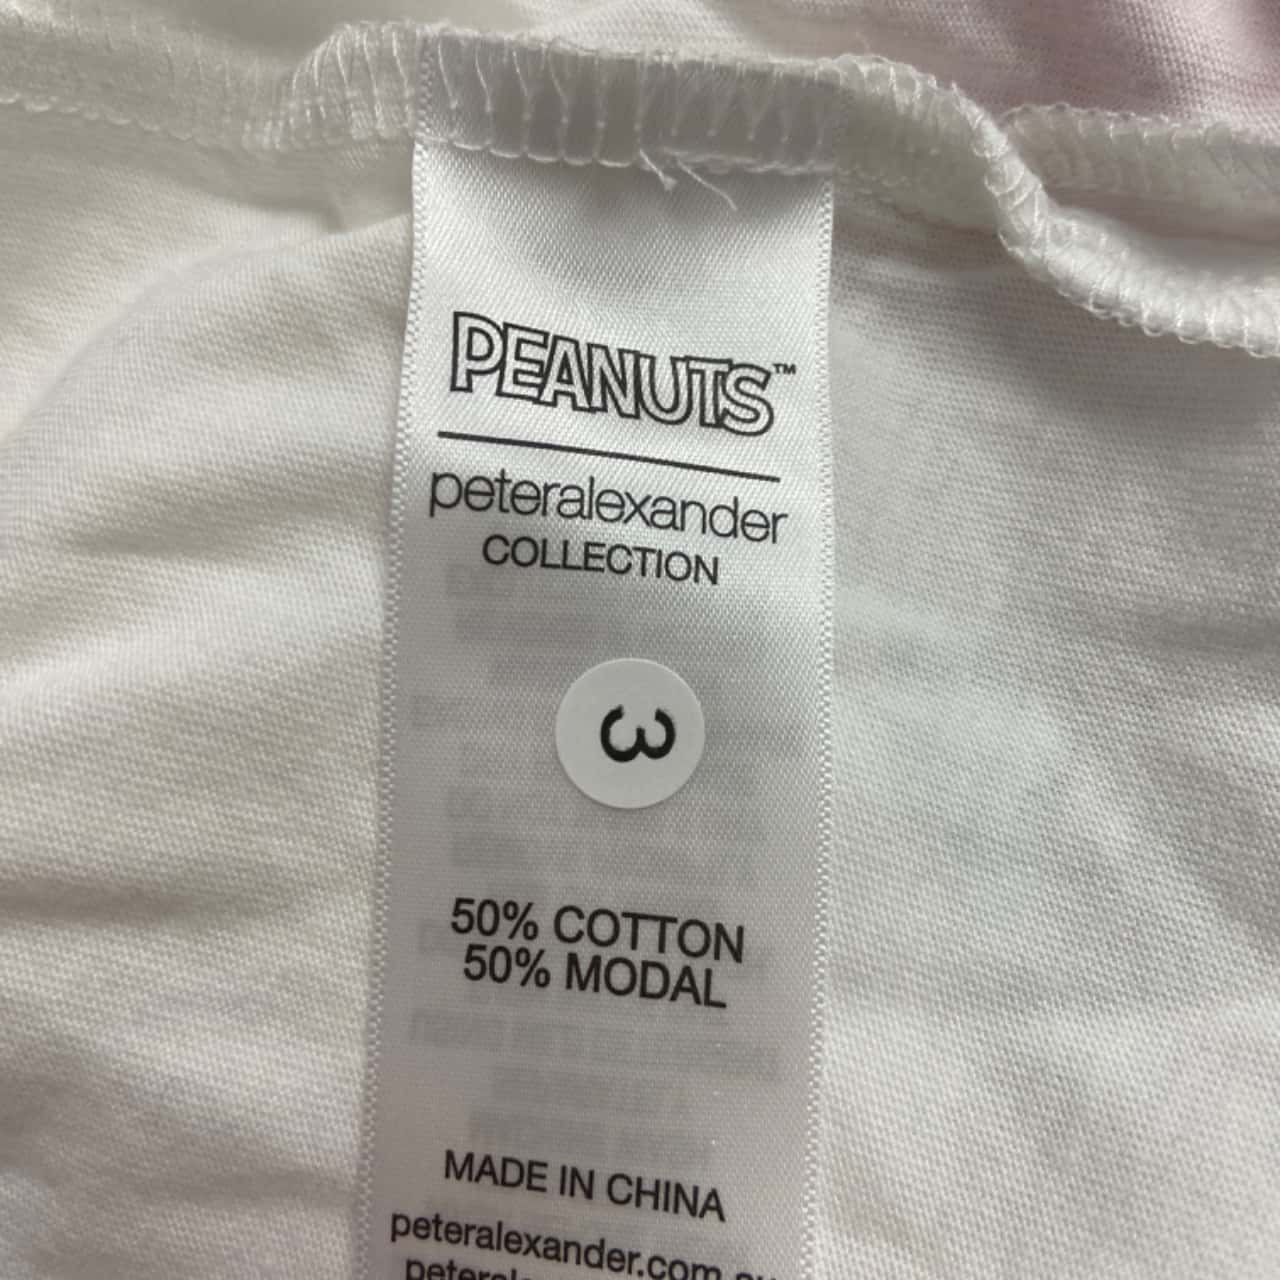 PEANUTS™
peteralexander
COLLECTION
3
50% COTTON
50% MODAL
MADE IN CHINA
peteralexander.com.au